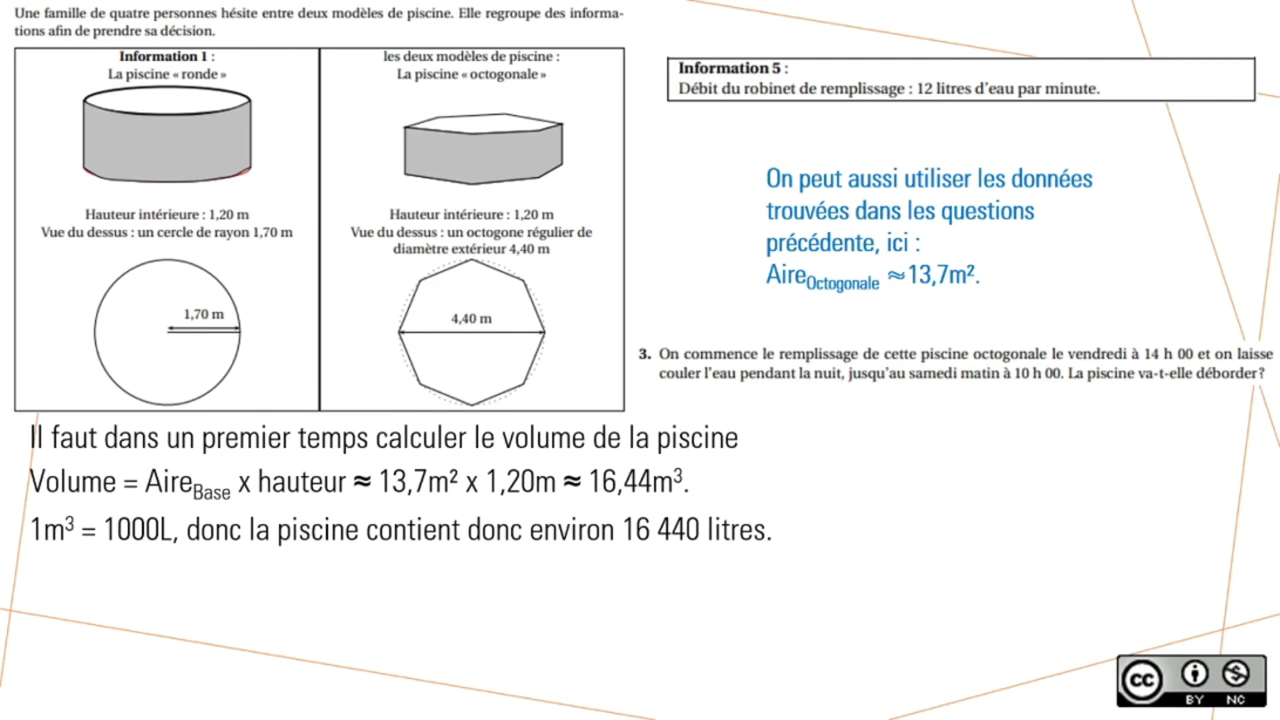 Une famille de quatre personnes hésite entre deux modèles de piscine. Elle regroupe des informa-
tions afin de prendre sa décision.
Information 1 :
La piscine « ronde »
Hauteur intérieure : 1,20 m
Vue du dessus : un cercle de rayon 1,70 m
1,70 m
les deux modèles de piscine :
La piscine « octogonale »
Hauteur intérieure : 1,20 m
Vue du dessus : un octogone régulier de
diamètre extérieur 4,40 m
4,40 m
Information 5 :
Débit du robinet de remplissage : 12 litres d'eau par minute.
On peut aussi utiliser les données
trouvées dans les questions
précédente, ici :
Aire Octogonale ≈13,7m².
3. On commence le remplissage de cette piscine octogonale le vendredi à 14 h 00 et on laisse
couler l'eau pendant la nuit, jusqu'au samedi matin à 10 h 00. La piscine va-t-elle déborder?
Il faut dans un premier temps calculer le volume de la piscine
Volume = Aire Base x hauteur ≈ 13,7m² x 1,20m ≈ 16,44m³.
1m³ = 1000L, donc la piscine contient donc environ 16 440 litres.
cc
BY NC